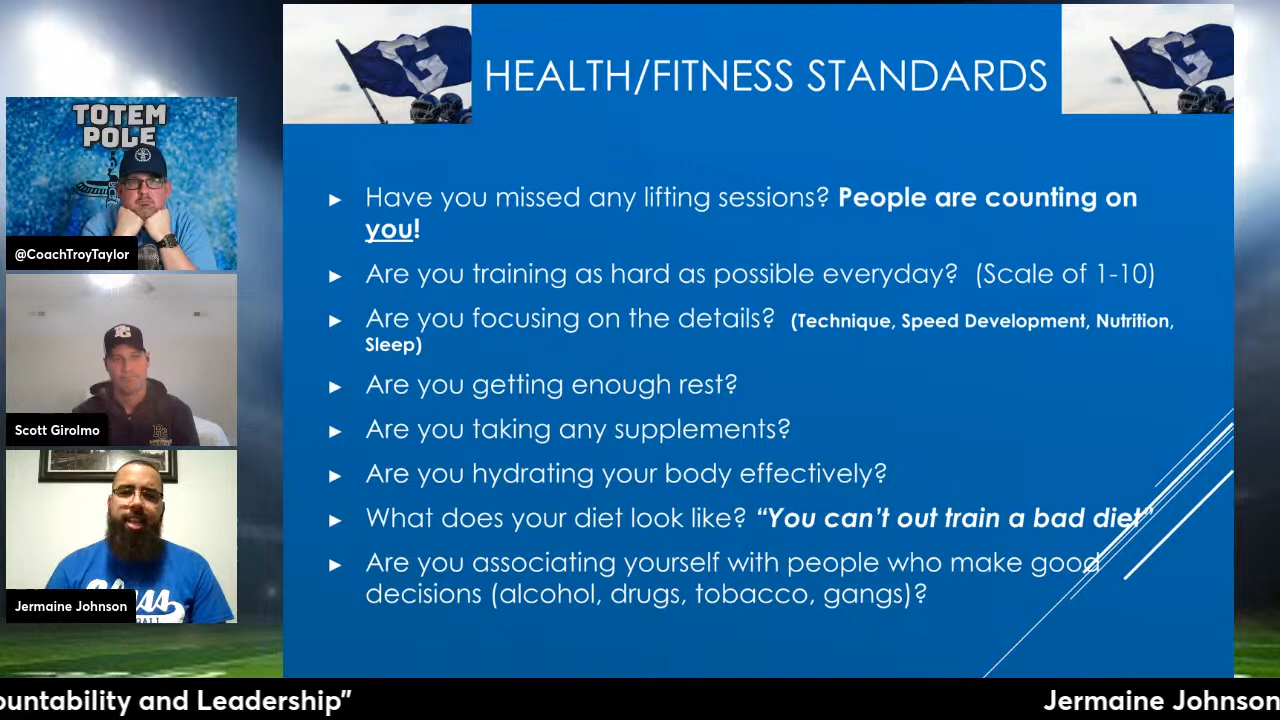 HEALTH/FITNESS STANDARDS
Have you missed any lifting sessions? People are counting on
you!
Are you training as hard as possible everyday? (Scale of 1-10)
Are you focusing on the details? (Technique, Speed Development, Nutrition,
Sleep)
Are you getting enough rest?
Are you taking any supplements?
Are you hydrating your body effectively?
What does your diet look like? “You can’t out train a bad diet”
Are you associating yourself with people who make good
decisions (alcohol, drugs, tobacco, gangs)?
TOTEM
POLE
@CoachTroyTaylor
Scott Girolmo
Jermaine Johnson
ountability and Leadership”
Jermaine Johnson
G
G